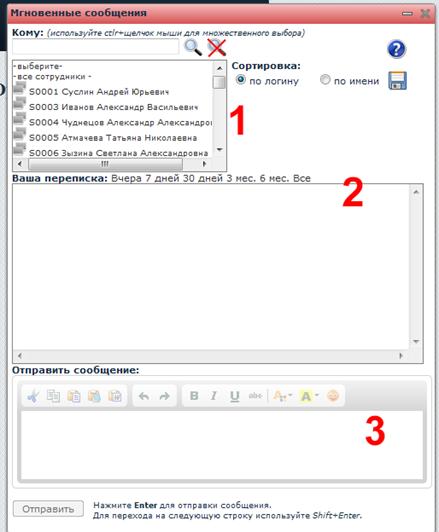 Мгновенные сообщения
Кому: (используйте ctrl+щелчок мыши для множественного выбора)
-выберите-
-все сотрудники -
S0001 Суслин Андрей Юрьевич
S0003 Иванов Александр Васильевич
S0004 Чуднецов Александр Александро
S0005 Атмачева Татьяна Николаевна
S0006 Зызина Светлана Александровна
Сортировка:
по логину по имени
1
Ваша переписка: Вчера 7 дней 30 дней 3 мес. 6 мес. Все
2
Отправить сообщение:
B I U abc A A
3
Отправить
Нажмите Enter для отправки сообщения.
Для перехода на следующую строку используйте Shift+Enter.